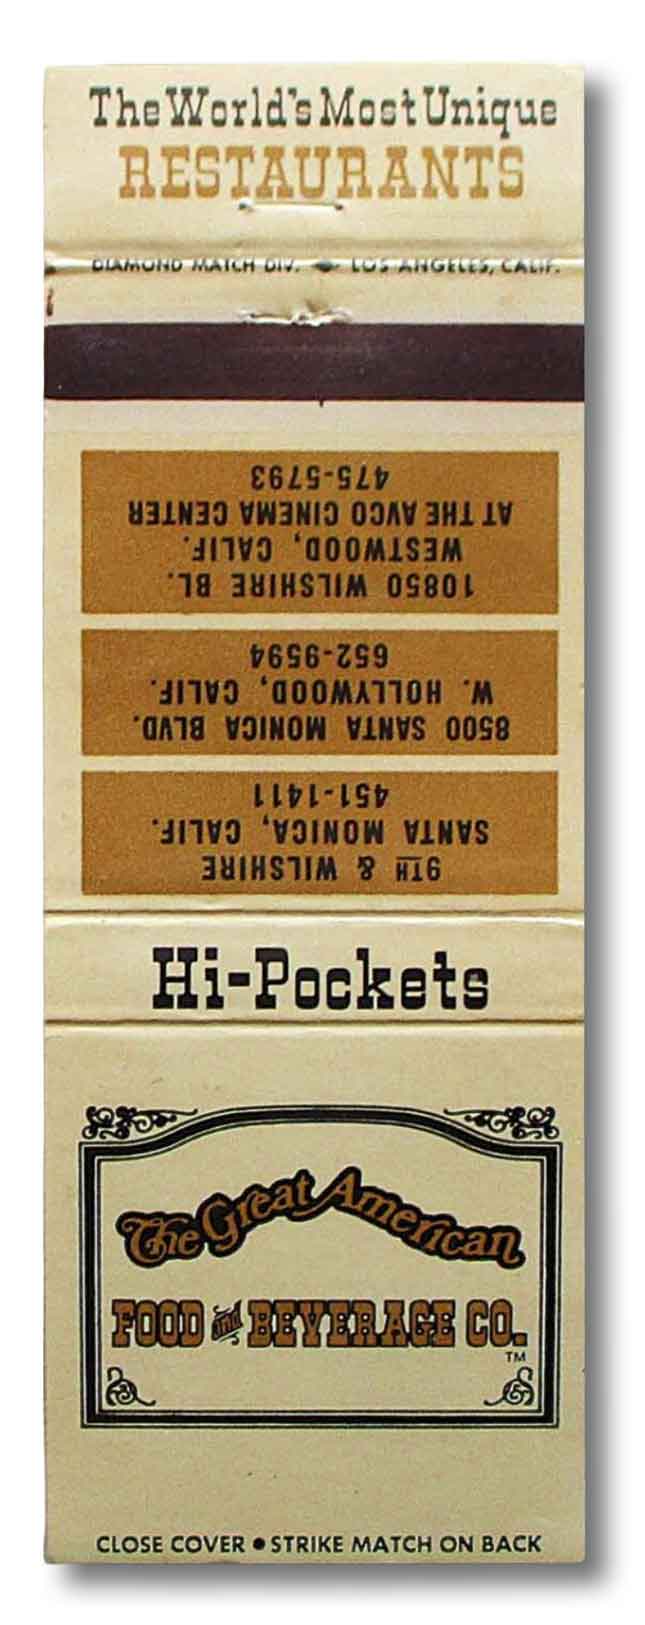 The World's Most Unique
RESTAURANTS
DIAMOND MATCH DIV. LOS ANGELES, CALIF.
9TH & WILSHIRE
SANTA MONICA, CALIF.
451-1411
8500 SANTA MONICA BLVD.
W. HOLLYWOOD, CALIF.
652-9594
10850 WILSHIRE BL.
WESTWOOD, CALIF.
AT THE AVCO CINEMA CENTER
475-5793
Hi-Pockets
The Great American
FOOD and BEVERAGE CO.
TM
CLOSE COVER • STRIKE MATCH ON BACK